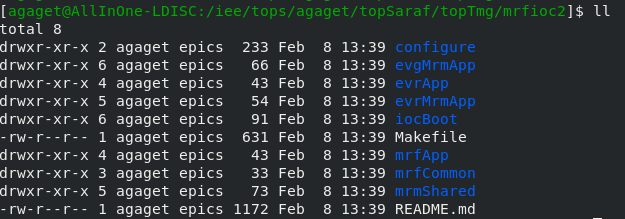 [agaget@AllInOne-LDISC:/iee/tops/agaget/topSaraf/topTmg/mrfioc2]$ ll
total 8
drwxr-xr-x 2 agaget epics  233 Feb  8 13:39 configure
drwxr-xr-x 6 agaget epics   66 Feb  8 13:39 evgMrmApp
drwxr-xr-x 4 agaget epics   43 Feb  8 13:39 evrApp
drwxr-xr-x 5 agaget epics   54 Feb  8 13:39 evrMrmApp
drwxr-xr-x 6 agaget epics   91 Feb  8 13:39 iocBoot
-rw-r--r-- 1 agaget epics  631 Feb  8 13:39 Makefile
drwxr-xr-x 4 agaget epics   43 Feb  8 13:39 mrfApp
drwxr-xr-x 3 agaget epics   33 Feb  8 13:39 mrfCommon
drwxr-xr-x 5 agaget epics   73 Feb  8 13:39 mrmShared
-rw-r--r-- 1 agaget epics 1172 Feb  8 13:39 README.md